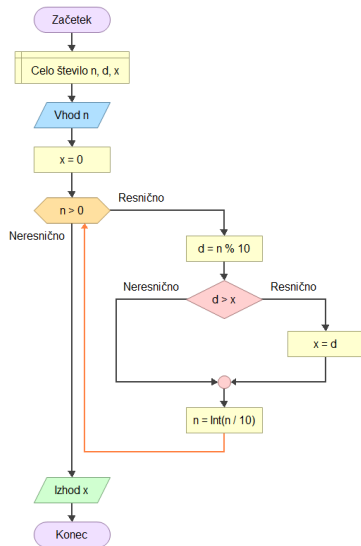 Začetek
Celo število n, d, x
Vhod n
x = 0
n > 0
Resnično
Neresnično
d = n % 10
Neresnično
d > x
Resnično
x = d
n = Int(n / 10)
Izhod x
Konec